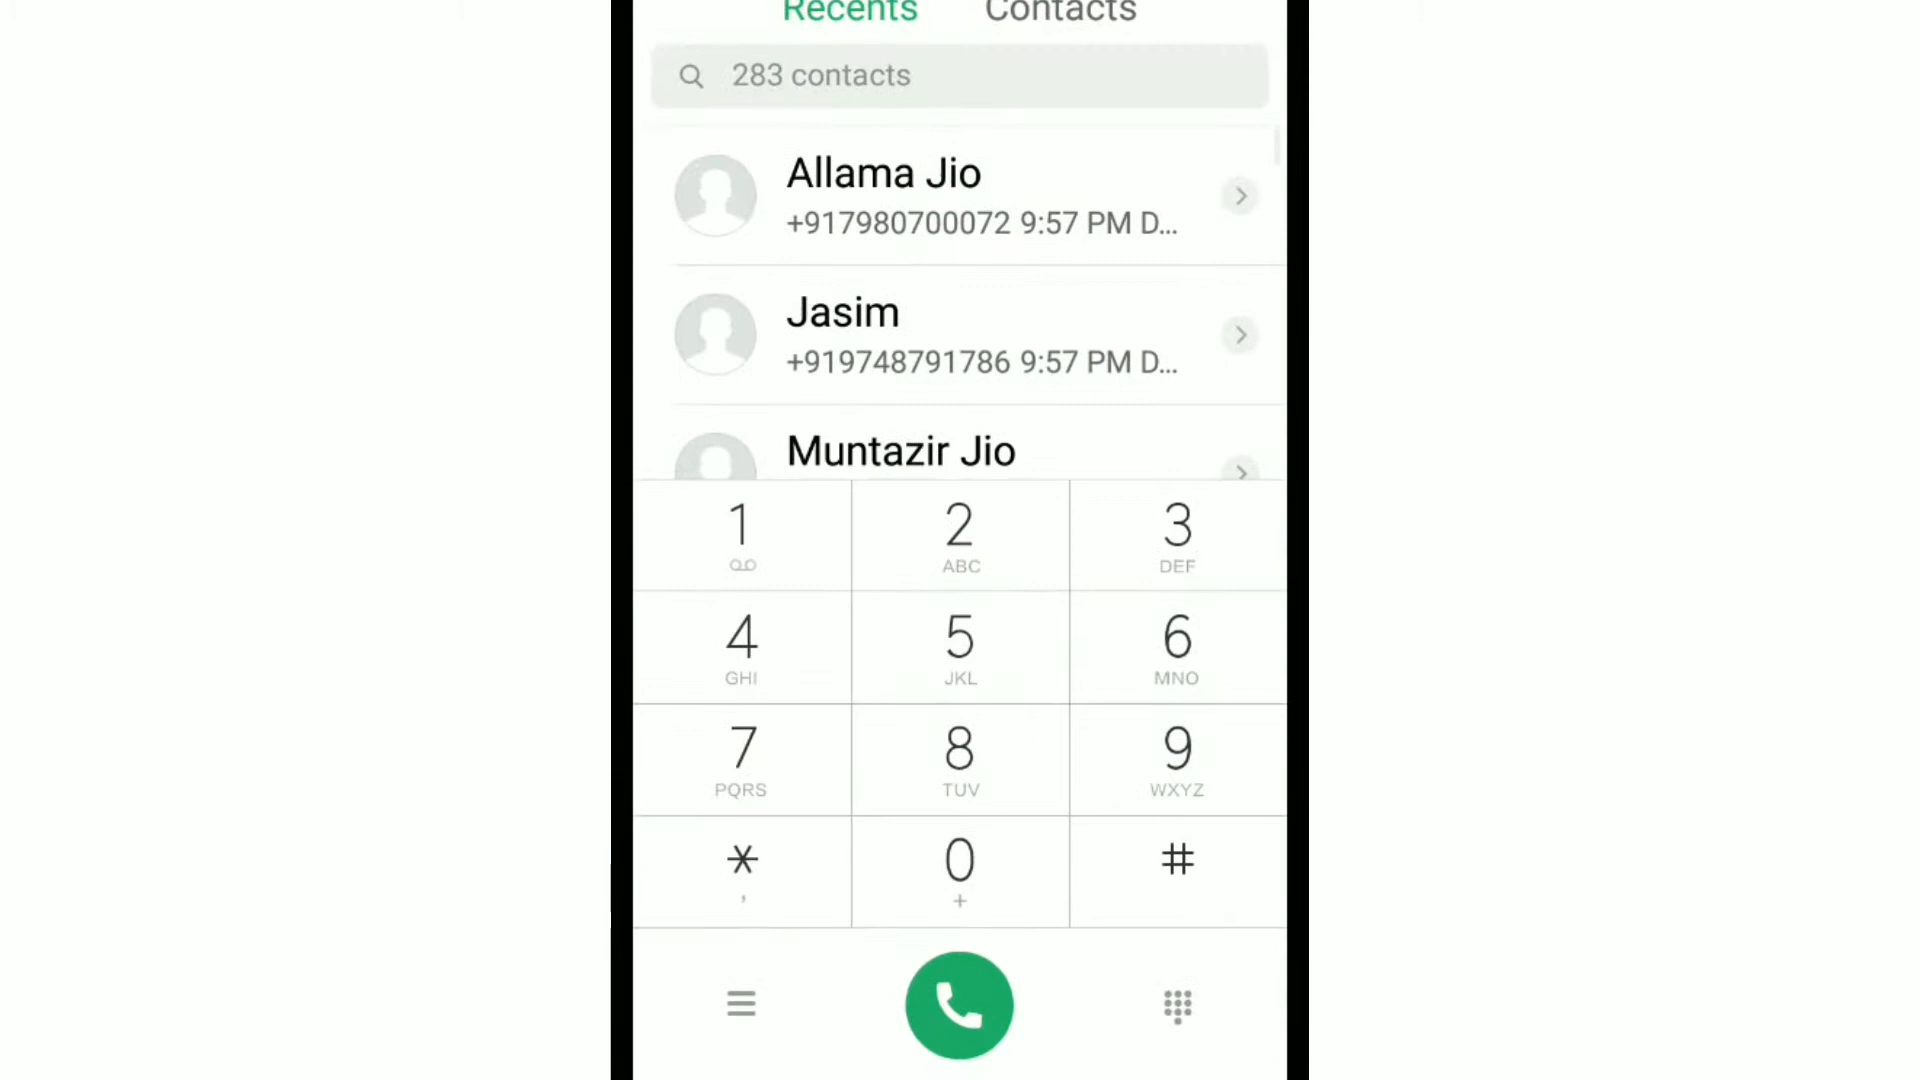 Recents Contacts
283 contacts
Allama Jio
+917980700072 9:57 PM D...
Jasim
+919748791786 9:57 PM D...
Muntazir Jio
1 2 3
ABC DEF
4 5 6
GHI JKL MNO
7 8 9
PQRS TUV WXYZ
* 0 #
, +